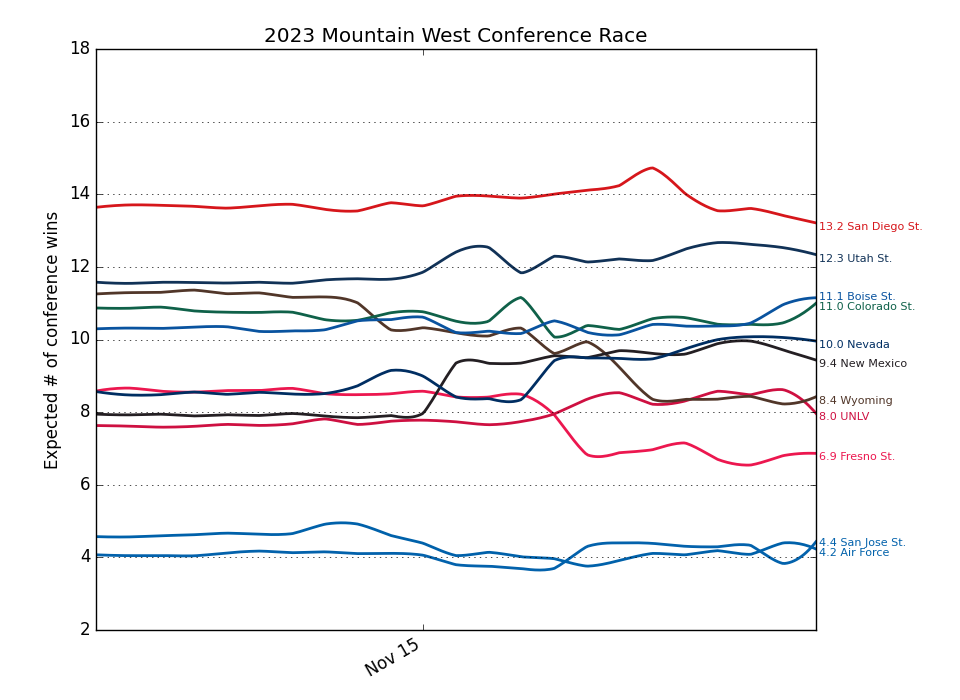 2023 Mountain West Conference Race
Expected # of conference wins
18
16
14
12
10
8
6
4
2
Nov 15
13.2 San Diego St.
12.3 Utah St.
11.1 Boise St.
11.0 Colorado St.
10.0 Nevada
9.4 New Mexico
8.4 Wyoming
8.0 UNLV
6.9 Fresno St.
4.4 San Jose St.
4.2 Air Force